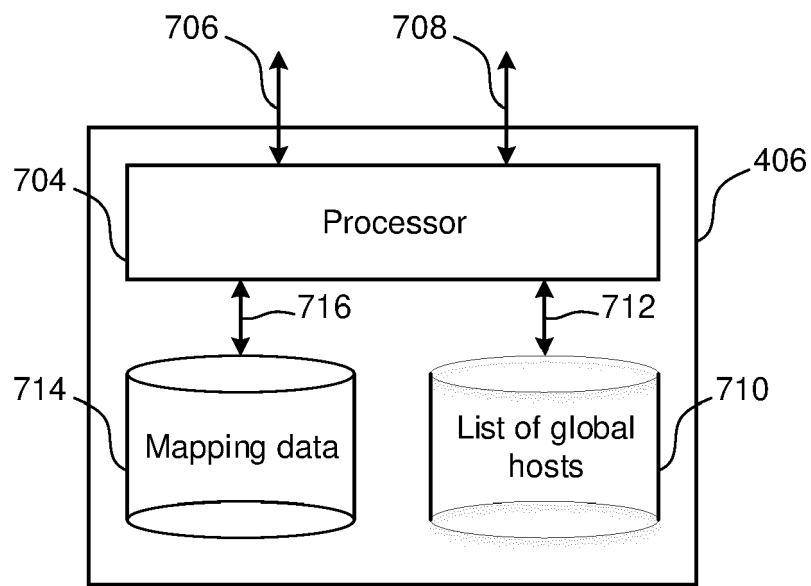 706
708
704
406
Processor
716
712
714
710
Mapping data
List of global
hosts